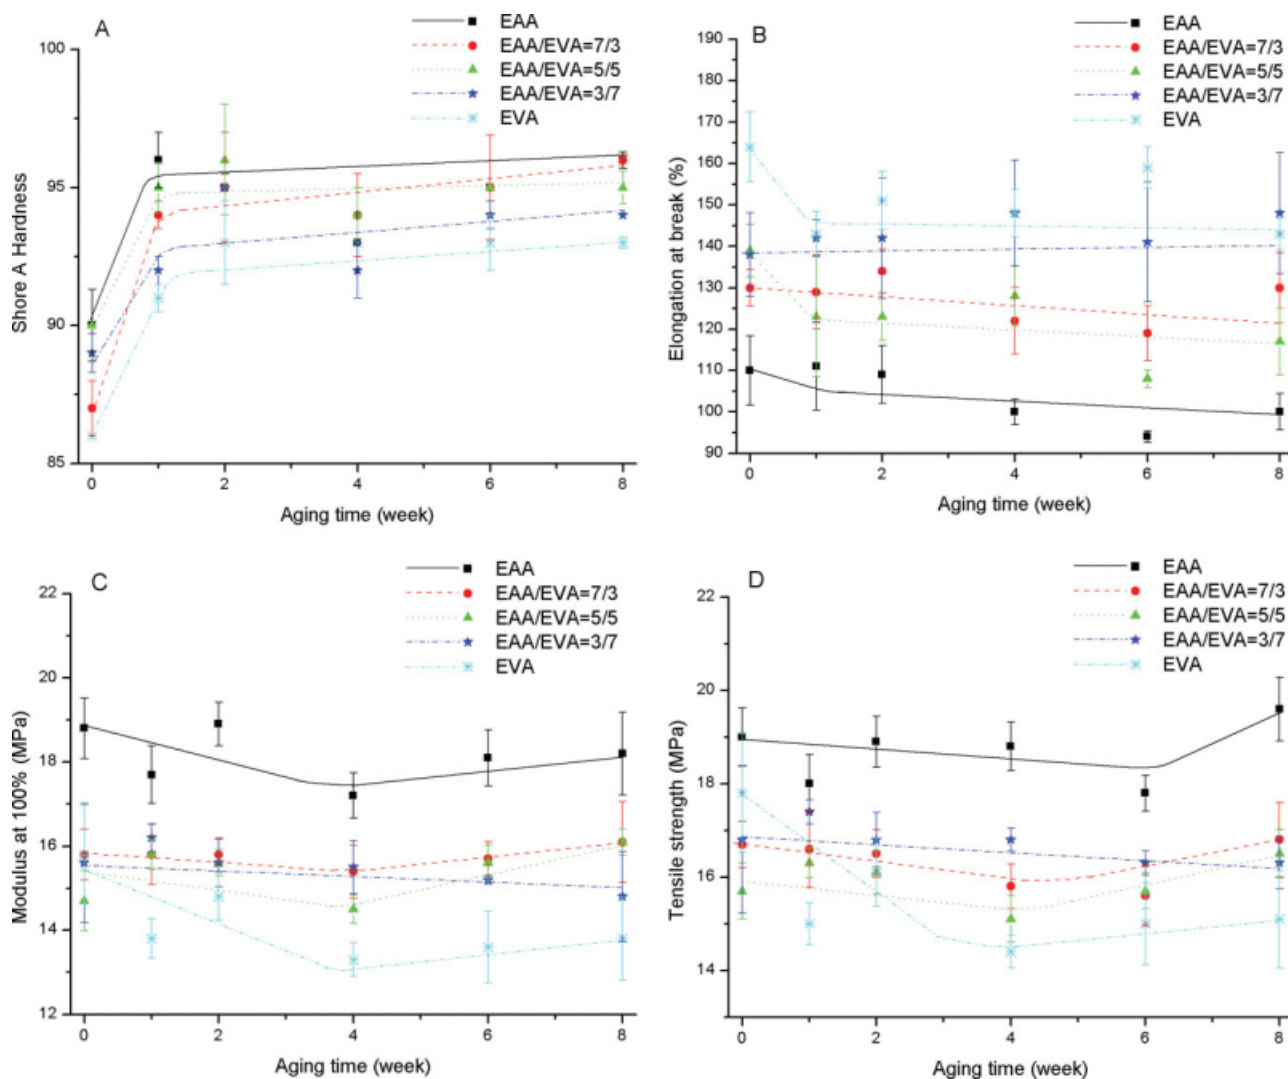 A
EAA
EAA/EVA=7/3
EAA/EVA=5/5
EAA/EVA=3/7
EVA
100
95
90
85
Shore A Hardness
0 2 4 6 8
Aging time (week)
B
EAA
EAA/EVA=7/3
EAA/EVA=5/5
EAA/EVA=3/7
EVA
190
180
170
160
150
140
130
120
110
100
90
Elongation at break (%)
0 2 4 6 8
Aging time (week)
C
EAA
EAA/EVA=7/3
EAA/EVA=5/5
EAA/EVA=3/7
EVA
22
20
18
16
14
12
Modulus at 100% (MPa)
0 2 4 6 8
Aging time (week)
D
EAA
EAA/EVA=7/3
EAA/EVA=5/5
EAA/EVA=3/7
EVA
22
20
18
16
14
Tensile strength (MPa)
0 2 4 6 8
Aging time (week)